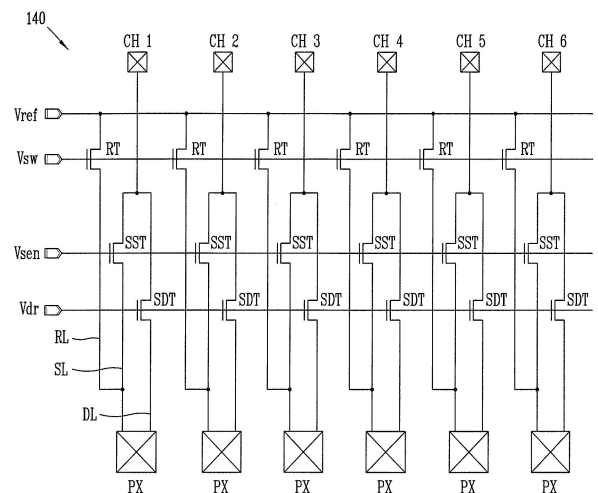 140
CH 1 CH 2 CH 3 CH 4 CH 5 CH 6
Vref
Vsw RT RT RT RT RT RT
Vsen SST SST SST SST SST SST
Vdr SDT SDT SDT SDT SDT SDT
RL
SL
DL
PX PX PX PX PX PX